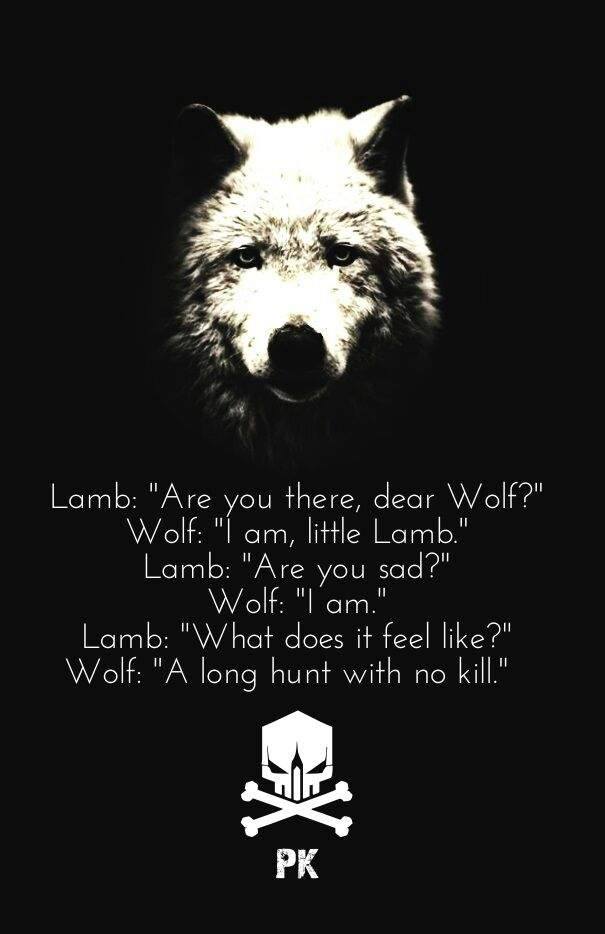 Lamb: "Are you there, dear Wolf?"
Wolf: "I am, little Lamb."
Lamb: "Are you sad?"
Wolf: "I am."
Lamb: "What does it feel like?"
Wolf: "A long hunt with no kill."
PK